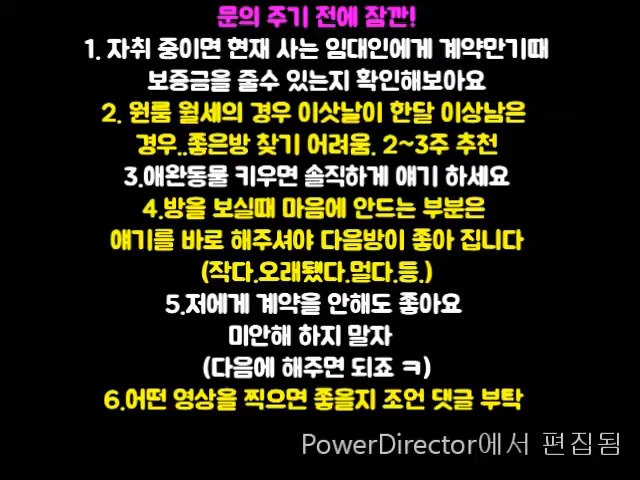 문의 주기 전에 잠깐!
1. 자취 중이면 현재 사는 임대인에게 계약만기때
보증금을 줄수 있는지 확인해보아요
2. 원룸 월세의 경우 이삿날이 한달 이상남은
경우..좋은방 찾기 어려움. 2~3주 추천
3.애완동물 키우면 솔직하게 얘기 하세요
4.방을 보실때 마음에 안드는 부분은
얘기를 바로 해주셔야 다음방이 좋아 집니다
(작다.오래됐다.멀다.등.)
5.저에게 계약을 안해도 좋아요
미안해 하지 말자
(다음에 해주면 되죠 ㅋ)
6.어떤 영상을 찍으면 좋을지 조언 댓글 부탁
PowerDirector에서 편집됨